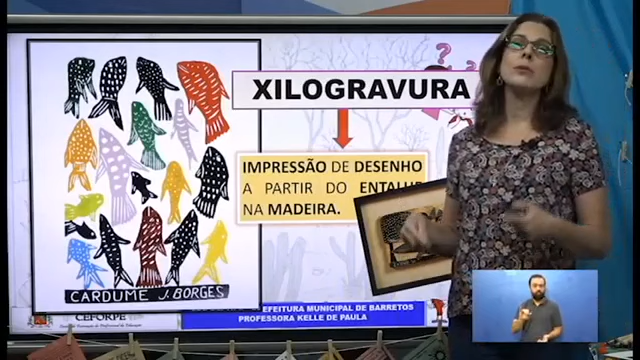 XILOGRAVURA
IMPRESSÃO DE DESENHO
A PARTIR DO ENTALHE
NA MADEIRA.
CARDUME J. BORGES
CEFORPE
EFEITURA MUNICIPAL DE BARRETOS
PROFESSORA KELLE DE PAULA